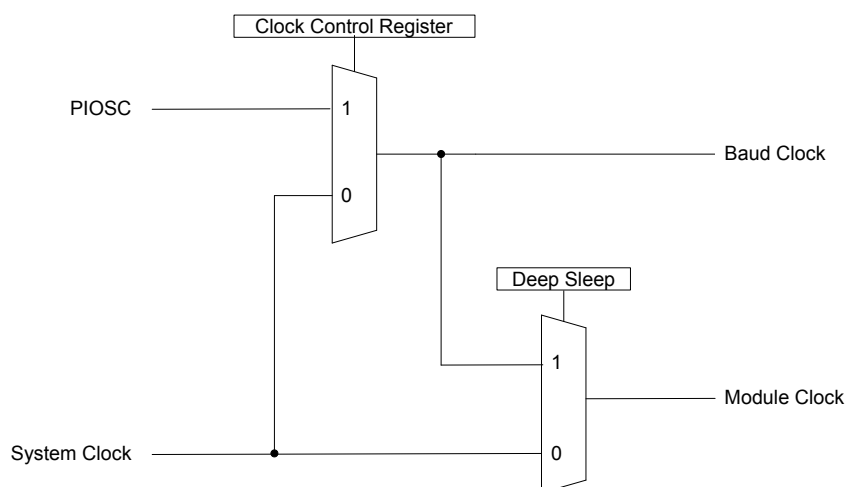 Clock Control Register
PIOSC
1
Baud Clock
0
Deep Sleep
1
Module Clock
System Clock
0